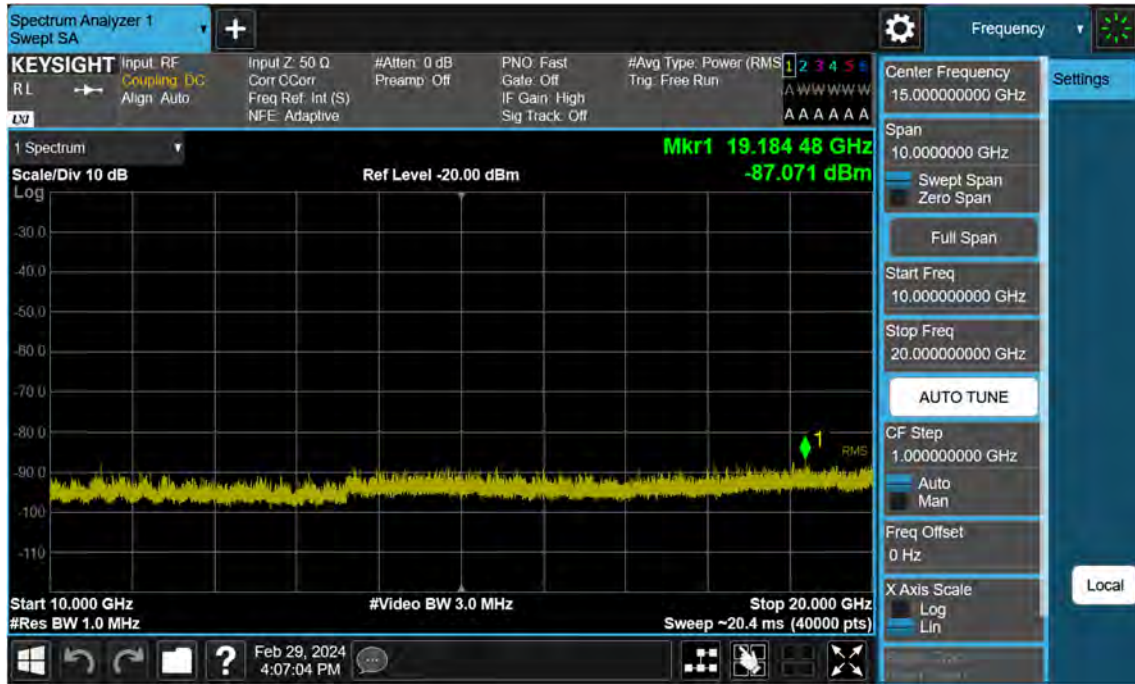 Spectrum Analyzer 1
Swept SA
Frequency
KEYSIGHT
RL
LXI
Input: RF
Coupling: DC
Align: Auto
Input Z: 50 Ω
Corr CCorr
Freq Ref: Int (S)
NFE: Adaptive
#Atten: 0 dB
Preamp: Off
PNO: Fast
Gate: Off
IF Gain: High
Sig Track: Off
#Avg Type: Power (RMS
Trig: Free Run
1 2 3 4 5 6
A W W W W W
A A A A A A
1 Spectrum
Mkr1 19.184 48 GHz
Scale/Div 10 dB
Ref Level -20.00 dBm
-87.071 dBm
Log
-30.0
-40.0
-50.0
-60.0
-70.0
-80.0
-90.0
-100
-110
1
RMS
Start 10.000 GHz
#Video BW 3.0 MHz
Stop 20.000 GHz
#Res BW 1.0 MHz
Sweep ~20.4 ms (40000 pts)
Feb 29, 2024
4:07:04 PM
?
Center Frequency
15.000000000 GHz
Settings
Span
10.0000000 GHz
Swept Span
Zero Span
Full Span
Start Freq
10.000000000 GHz
Stop Freq
20.000000000 GHz
AUTO TUNE
CF Step
1.000000000 GHz
Auto
Man
Freq Offset
0 Hz
X Axis Scale
Log
Lin
Local